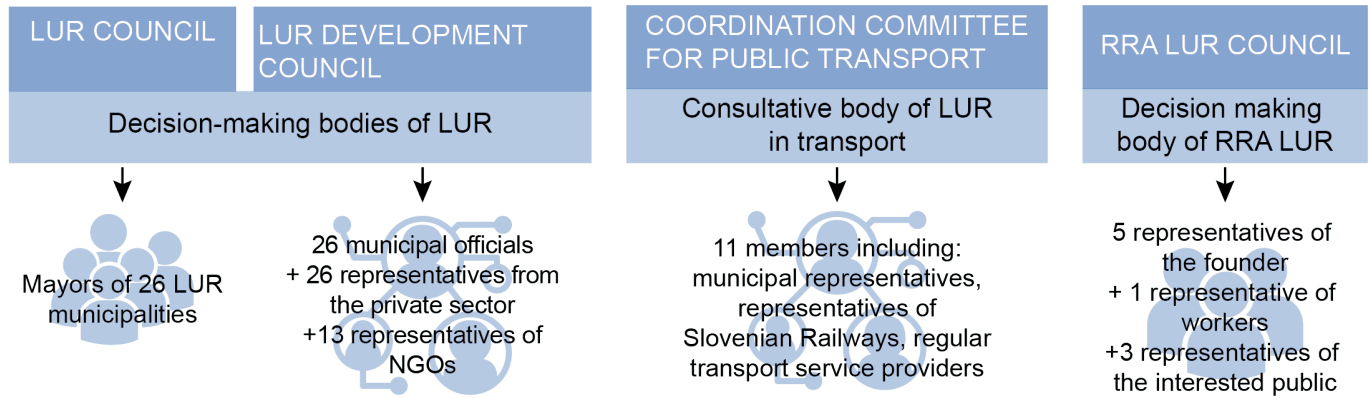 LUR COUNCIL
LUR DEVELOPMENT
COUNCIL
Decision-making bodies of LUR
Mayors of 26 LUR
municipalities
26 municipal officials
+ 26 representatives from
the private sector
+13 representatives of
NGOs
COORDINATION COMMITTEE
FOR PUBLIC TRANSPORT
Consultative body of LUR
in transport
11 members including:
municipal representatives,
representatives of
Slovenian Railways, regular
transport service providers
RRA LUR COUNCIL
Decision making
body of RRA LUR
5 representatives of
the founder
+ 1 representative of
workers
+3 representatives of
the interested public